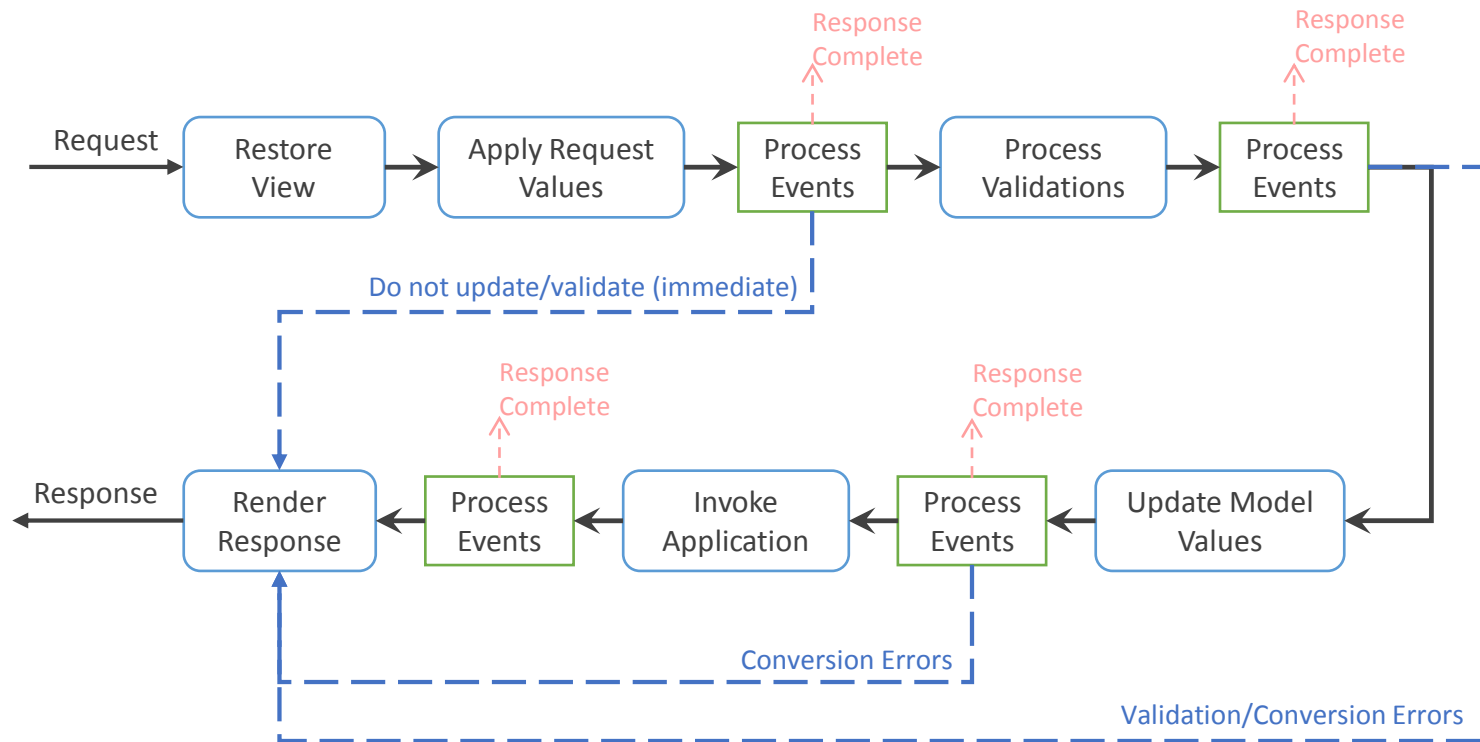 Response
Complete
Response
Complete
Request
Restore
View
Apply Request
Values
Process
Events
Process
Validations
Process
Events
Do not update/validate (immediate)
Response
Complete
Response
Complete
Response
Render
Response
Process
Events
Invoke
Application
Process
Events
Update Model
Values
Conversion Errors
Validation/Conversion Errors